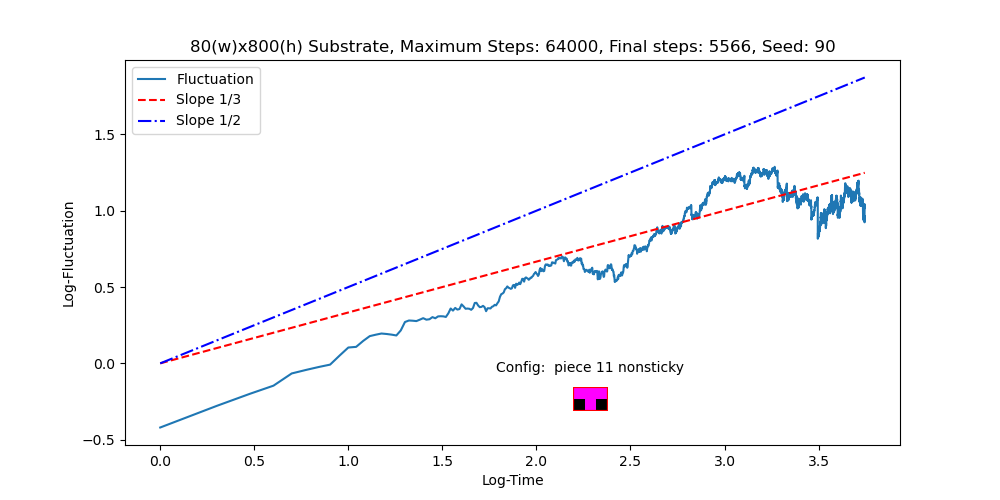 80(w)x800(h) Substrate, Maximum Steps: 64000, Final steps: 5566, Seed: 90
Fluctuation
Slope 1/3
Slope 1/2
1.5
1.0
0.5
0.0
−0.5
Log-Fluctuation
Config:  piece 11 nonsticky
0.0 0.5 1.0 1.5 2.0 2.5 3.0 3.5
Log-Time